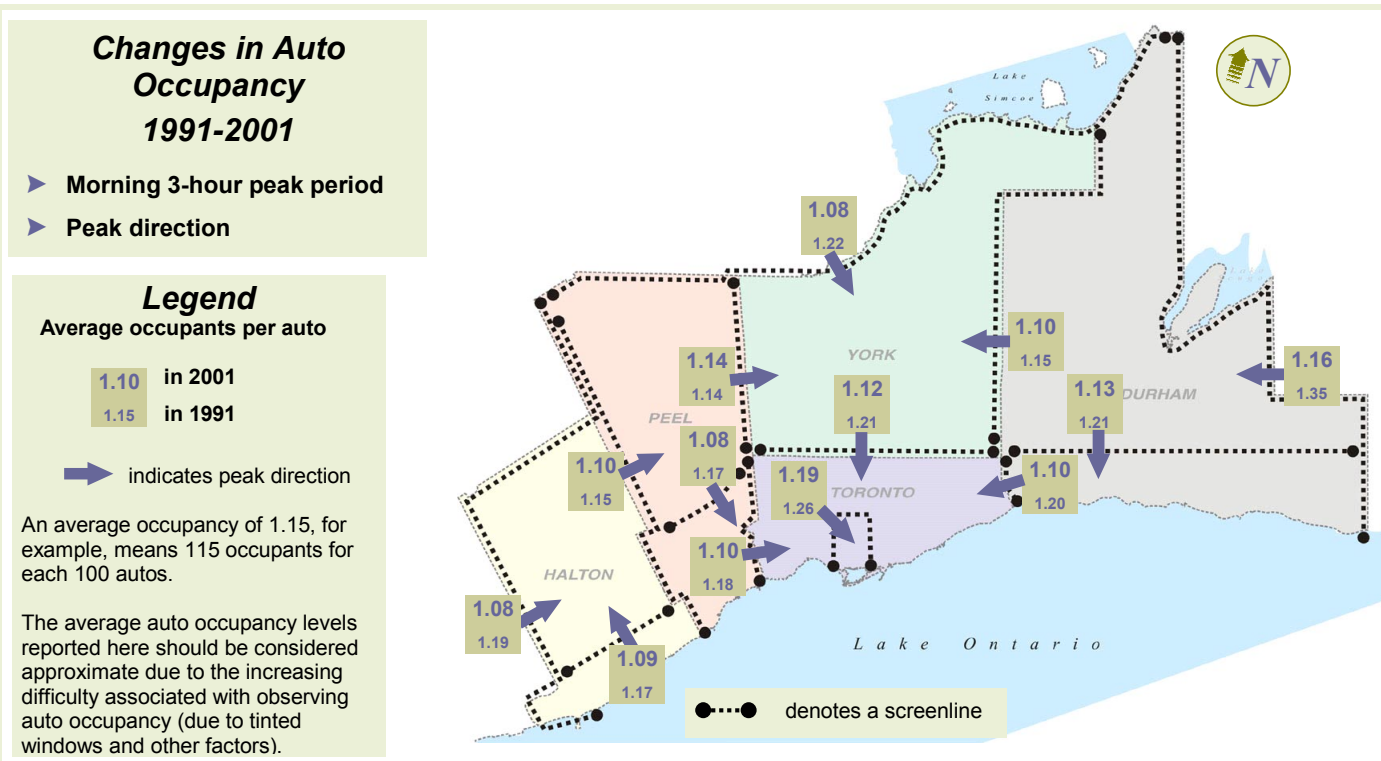 Changes in Auto
Occupancy
1991-2001
Morning 3-hour peak period
Peak direction
Legend
Average occupants per auto
1.10 in 2001
1.15 in 1991
indicates peak direction
An average occupancy of 1.15, for
example, means 115 occupants for
each 100 autos.
The average auto occupancy levels
reported here should be considered
approximate due to the increasing
difficulty associated with observing
auto occupancy (due to tinted
windows and other factors).
N
Lake
Simcoe
1.08
1.22
1.10
1.15
YORK
1.14
1.14
1.12
1.21
1.16
1.35
1.13
1.21
DURHAM
PEEL
1.08
1.17
1.10
1.15
1.19
1.26
TORONTO
1.10
1.20
1.10
1.18
HALTON
1.08
1.19
1.09
1.17
Lake Ontario
denotes a screenline